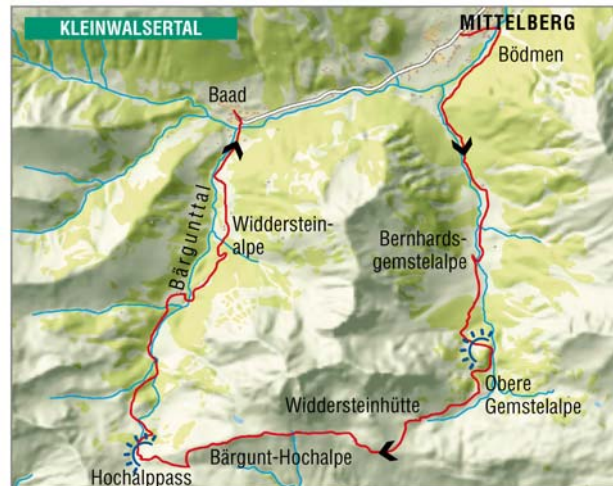 KLEINWALSERTAL
MITTELBERG
Bödmen
Baad
Bärgunttal
Widderstein-
alpe
Bernhards-
gemstelalpe
Obere
Gemstelalpe
Widdersteinhütte
Bärgunt-Hochalpe
Hochalppass